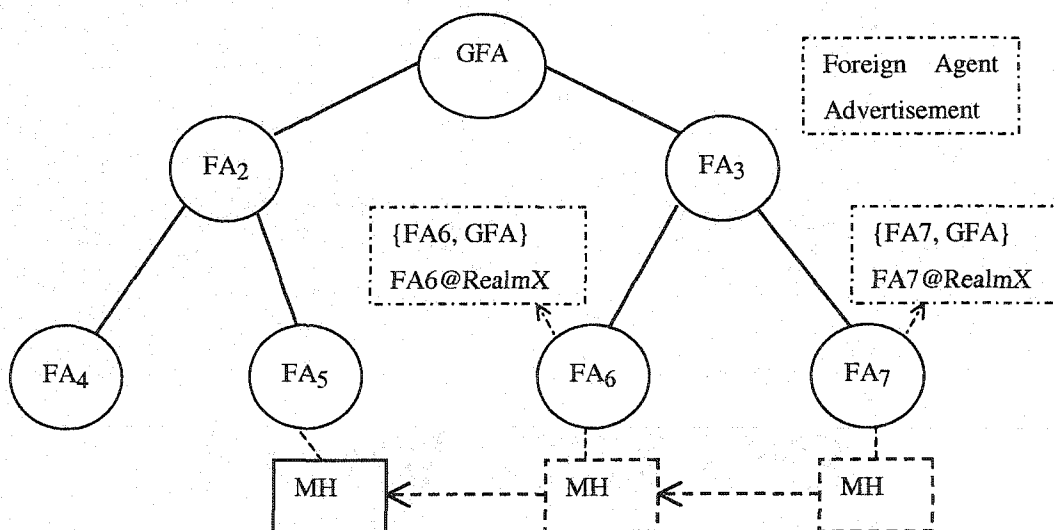 GFA
Foreign Agent
Advertisement
FA2
FA3
{FA6, GFA}
FA6@RealmX
{FA7, GFA}
FA7@RealmX
FA4
FA5
FA6
FA7
MH
MH
MH